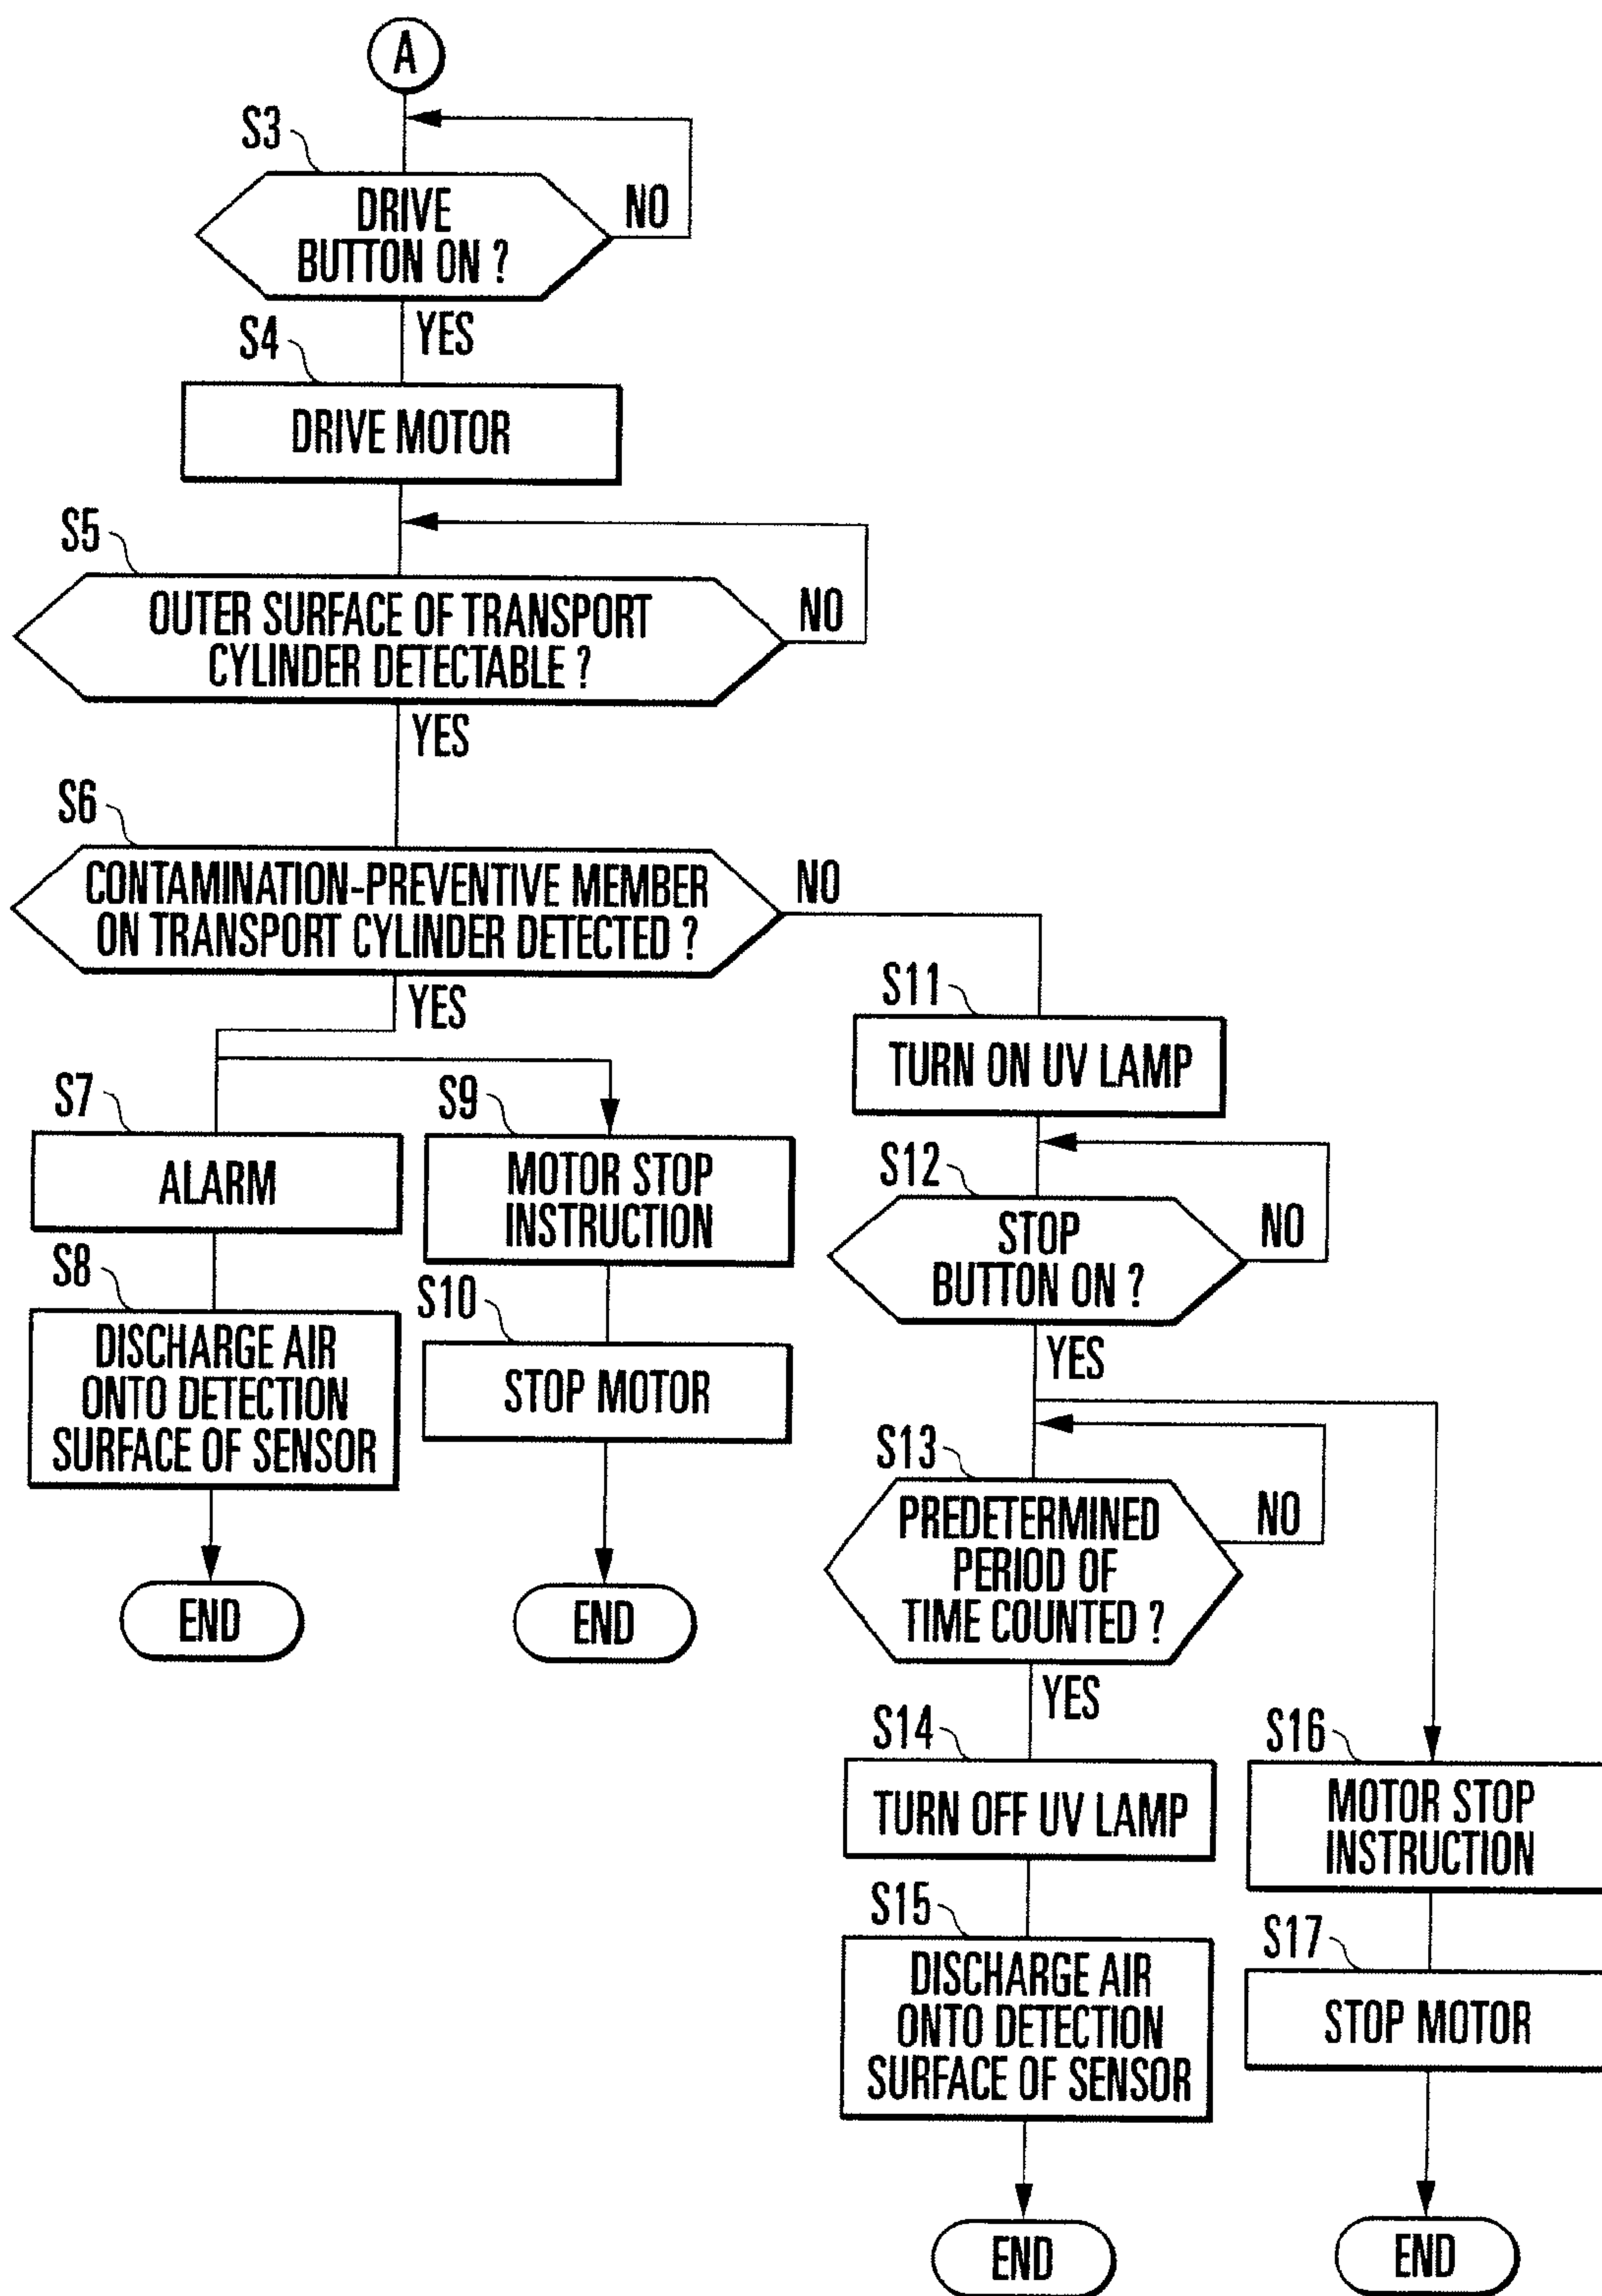 A
S3
DRIVE
BUTTON ON ?
NO
YES
S4
DRIVE MOTOR
S5
OUTER SURFACE OF TRANSPORT
CYLINDER DETECTABLE ?
NO
YES
S6
CONTAMINATION-PREVENTIVE MEMBER
ON TRANSPORT CYLINDER DETECTED ?
NO
YES
S7
ALARM
S8
DISCHARGE AIR
ONTO DETECTION
SURFACE OF SENSOR
END
S9
MOTOR STOP
INSTRUCTION
S10
STOP MOTOR
END
S11
TURN ON UV LAMP
S12
STOP
BUTTON ON ?
NO
YES
S13
PREDETERMINED
PERIOD OF
TIME COUNTED ?
NO
YES
S14
TURN OFF UV LAMP
S15
DISCHARGE AIR
ONTO DETECTION
SURFACE OF SENSOR
END
S16
MOTOR STOP
INSTRUCTION
S17
STOP MOTOR
END